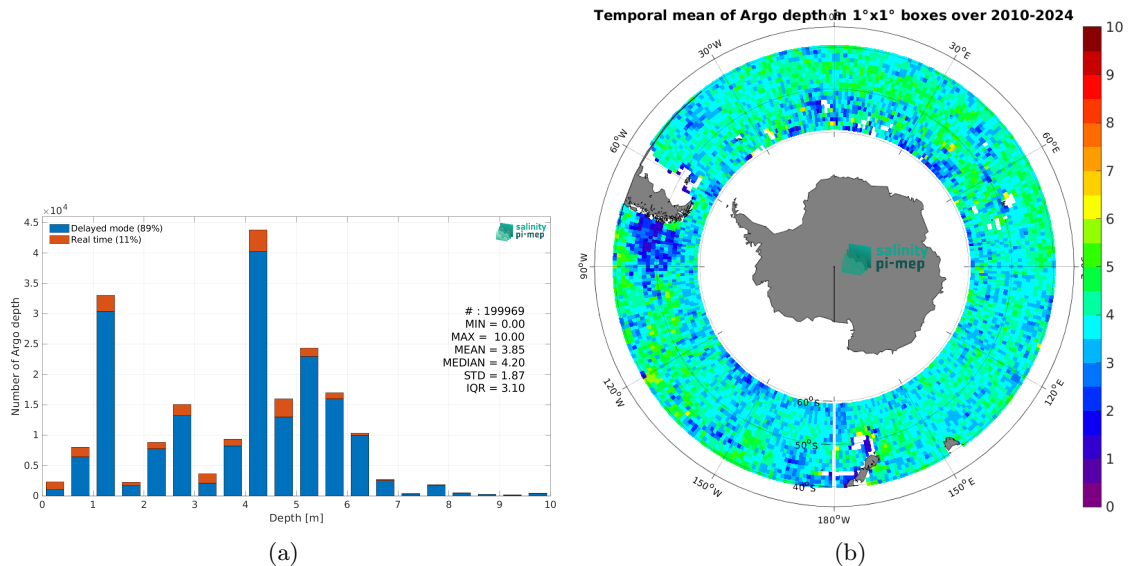 Temporal mean of Argo depth in 1°x1° boxes over 2010-2024
×10⁴
4.5
4
3.5
3
2.5
2
1.5
1
0.5
0
Number of Argo depth
Delayed mode (89%)
Real time (11%)
salinity
pi-mep
# : 199969
MIN = 0.00
MAX = 10.00
MEAN = 3.85
MEDIAN = 4.20
STD = 1.87
IQR = 3.10
0 1 2 3 4 5 6 7 8 9 10
Depth [m]
(a)
30°W
30°E
60°W
60°E
90°W
120°W
120°E
150°W
150°E
180°W
60°S
50°S
40°S
salinity
pi-mep
10
9
8
7
6
5
4
3
2
1
0
(b)